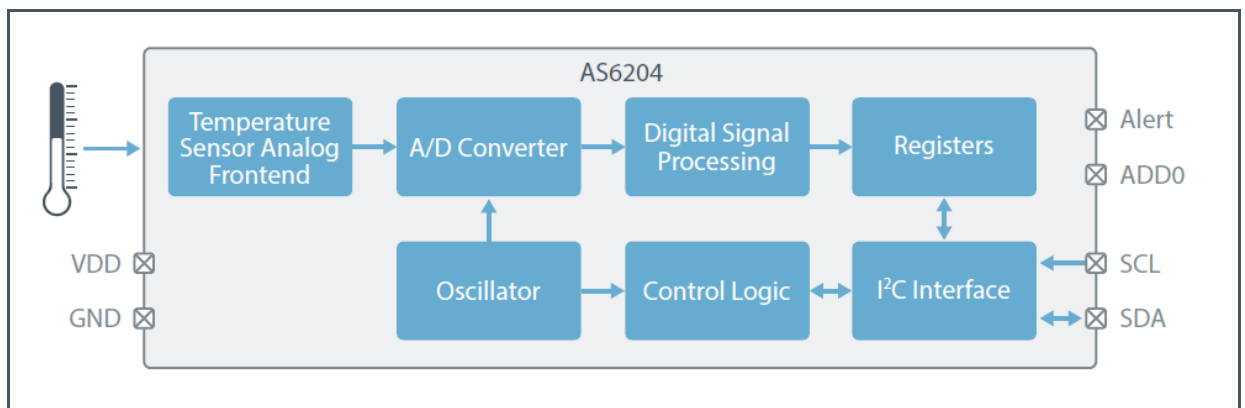 AS6204
Temperature
Sensor Analog
Frontend
A/D Converter
Digital Signal
Processing
Registers
Alert
ADD0
VDD
GND
Oscillator
Control Logic
I²C Interface
SCL
SDA